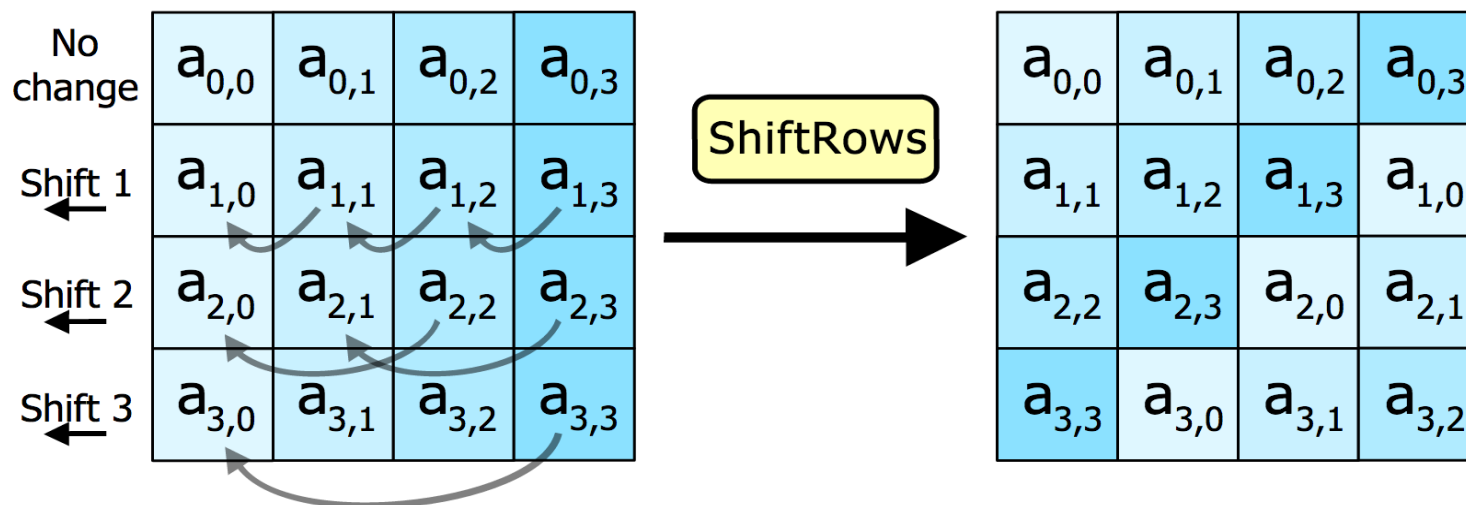 No
change
a0,0 a0,1 a0,2 a0,3
Shift 1
a1,0 a1,1 a1,2 a1,3
Shift 2
a2,0 a2,1 a2,2 a2,3
Shift 3
a3,0 a3,1 a3,2 a3,3
ShiftRows
a0,0 a0,1 a0,2 a0,3
a1,1 a1,2 a1,3 a1,0
a2,2 a2,3 a2,0 a2,1
a3,3 a3,0 a3,1 a3,2